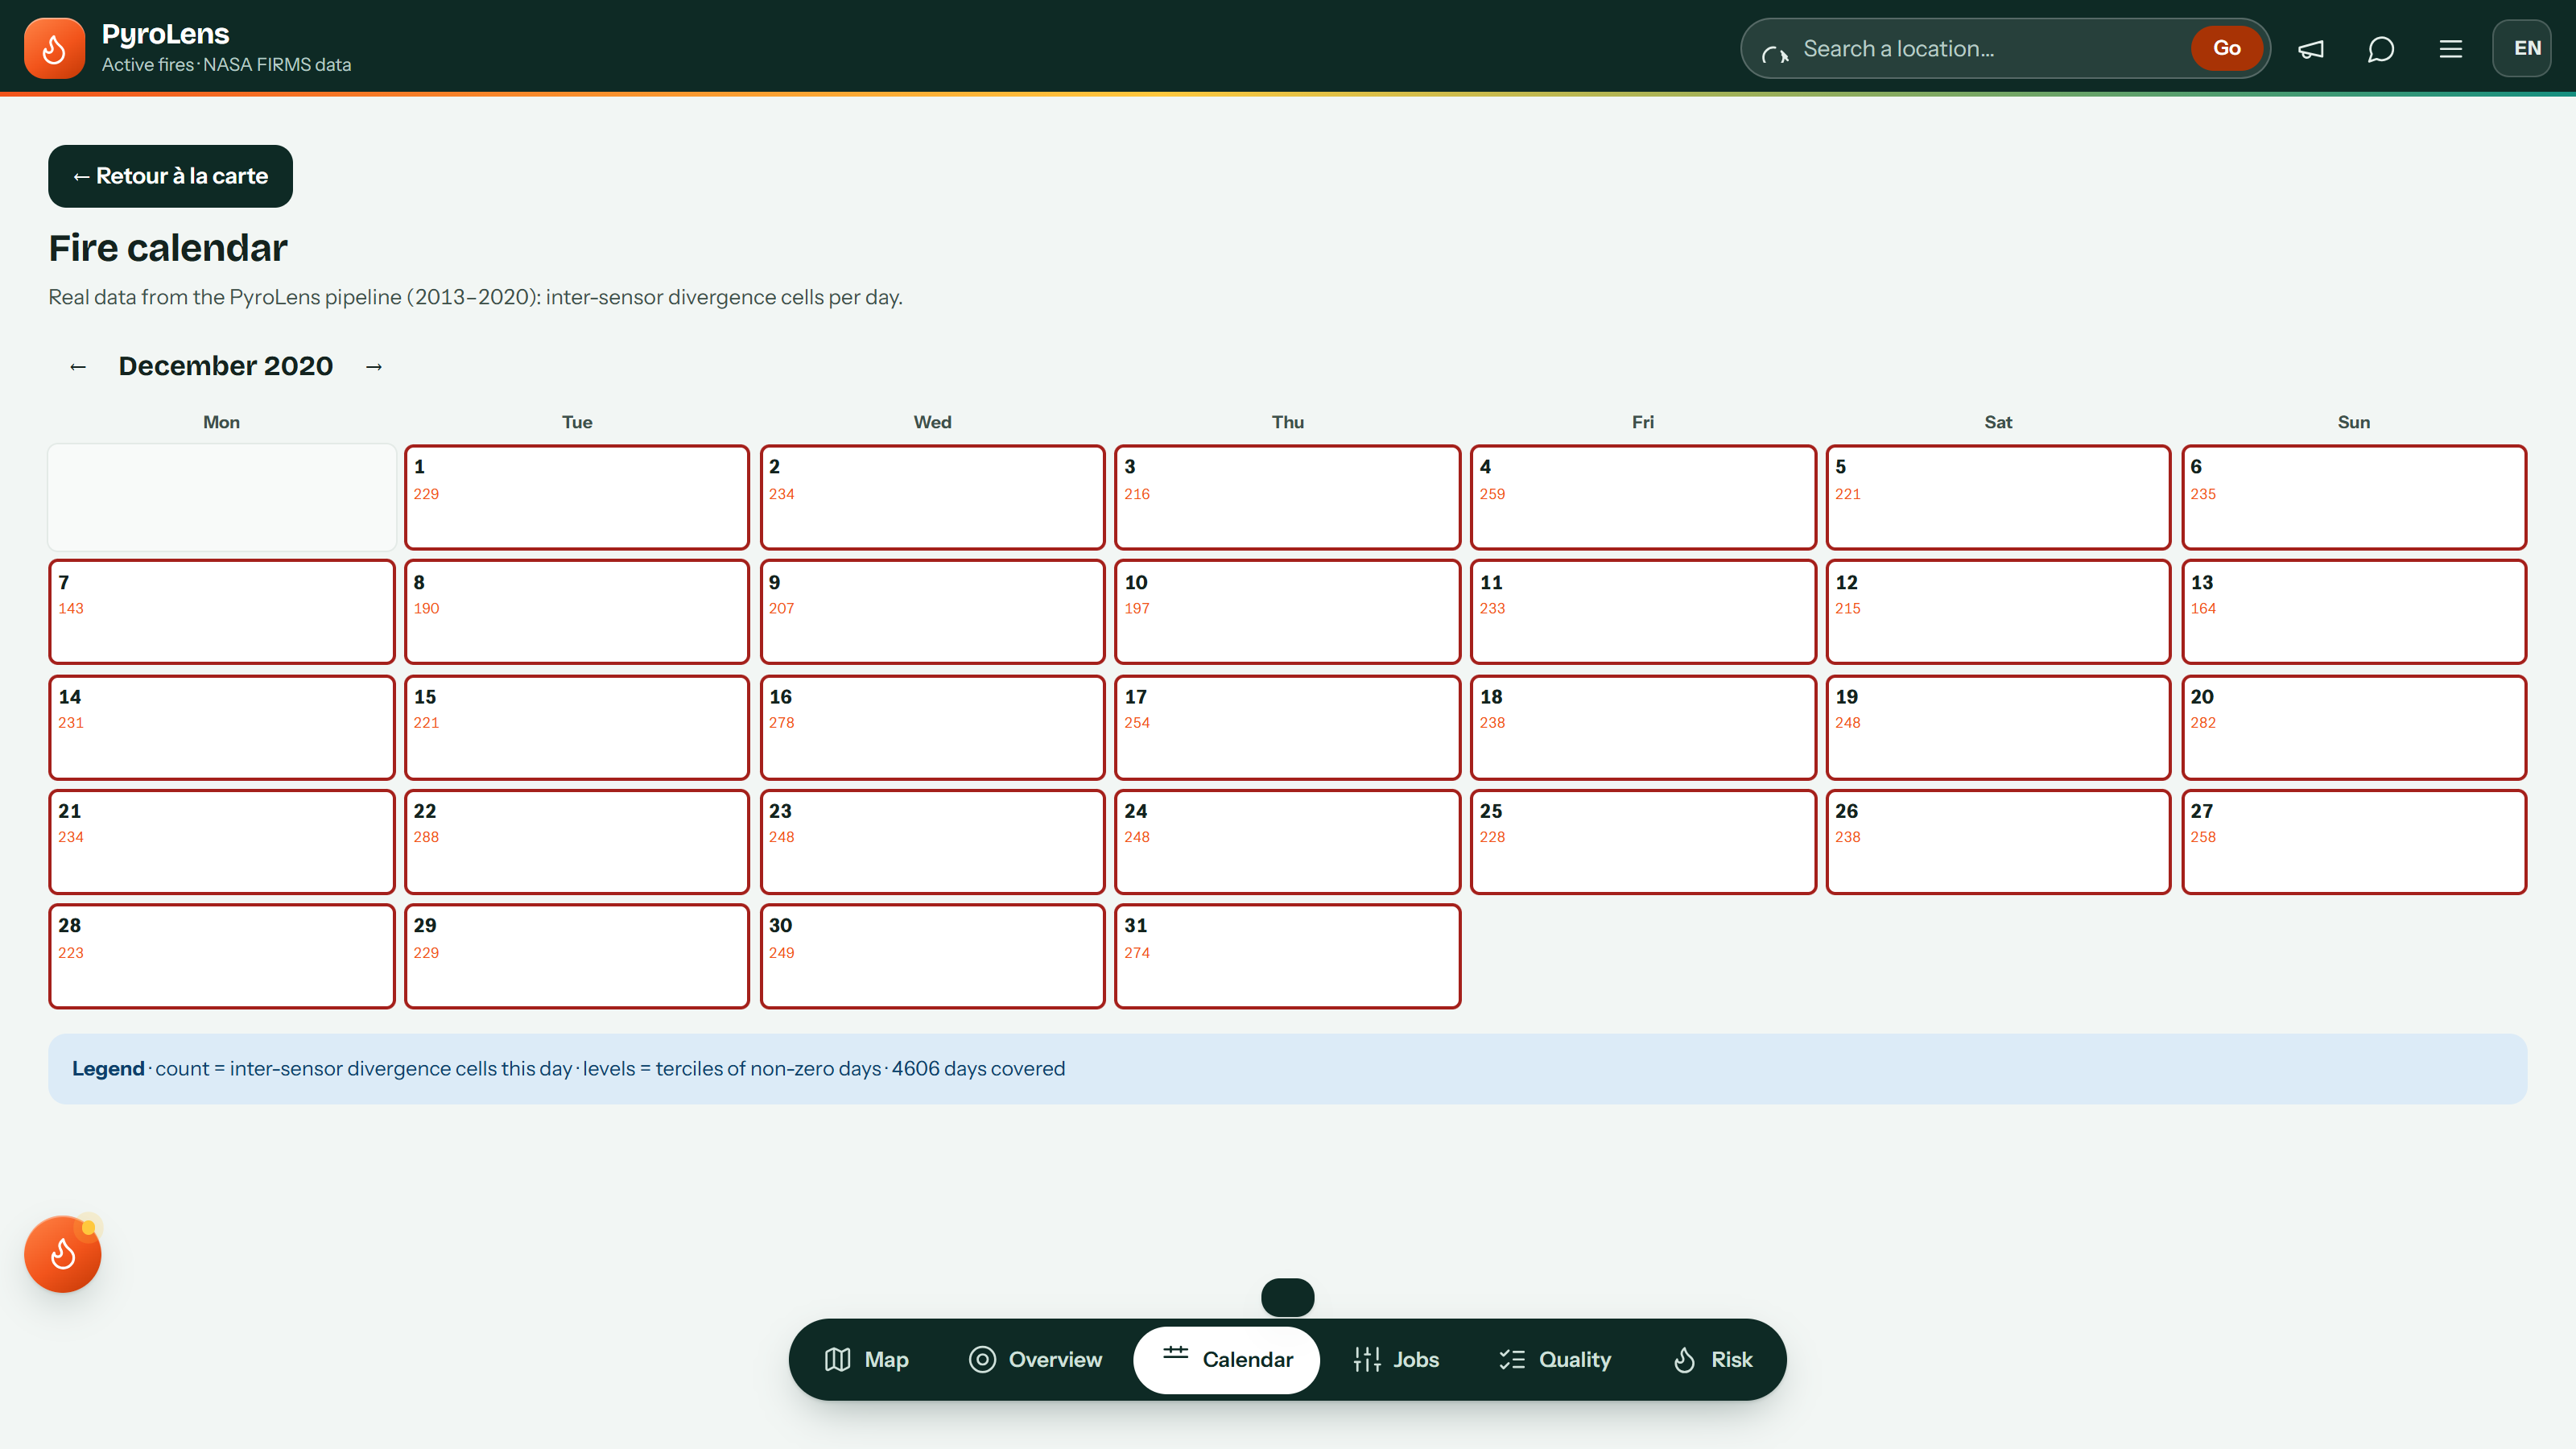 PyroLens
Active fires · NASA FIRMS data
Search a location...
Go
EN
← Retour à la carte
Fire calendar
Real data from the PyroLens pipeline (2013–2020): inter-sensor divergence cells per day.
← December 2020 →
Mon Tue Wed Thu Fri Sat Sun
1 2 3 4 5 6
229 234 216 259 221 235
7 8 9 10 11 12 13
143 190 207 197 233 215 164
14 15 16 17 18 19 20
231 221 278 254 238 248 282
21 22 23 24 25 26 27
234 288 248 248 228 238 258
28 29 30 31
223 229 249 274
Legend · count = inter-sensor divergence cells this day · levels = terciles of non-zero days · 4606 days covered
Map Overview Calendar Jobs Quality Risk